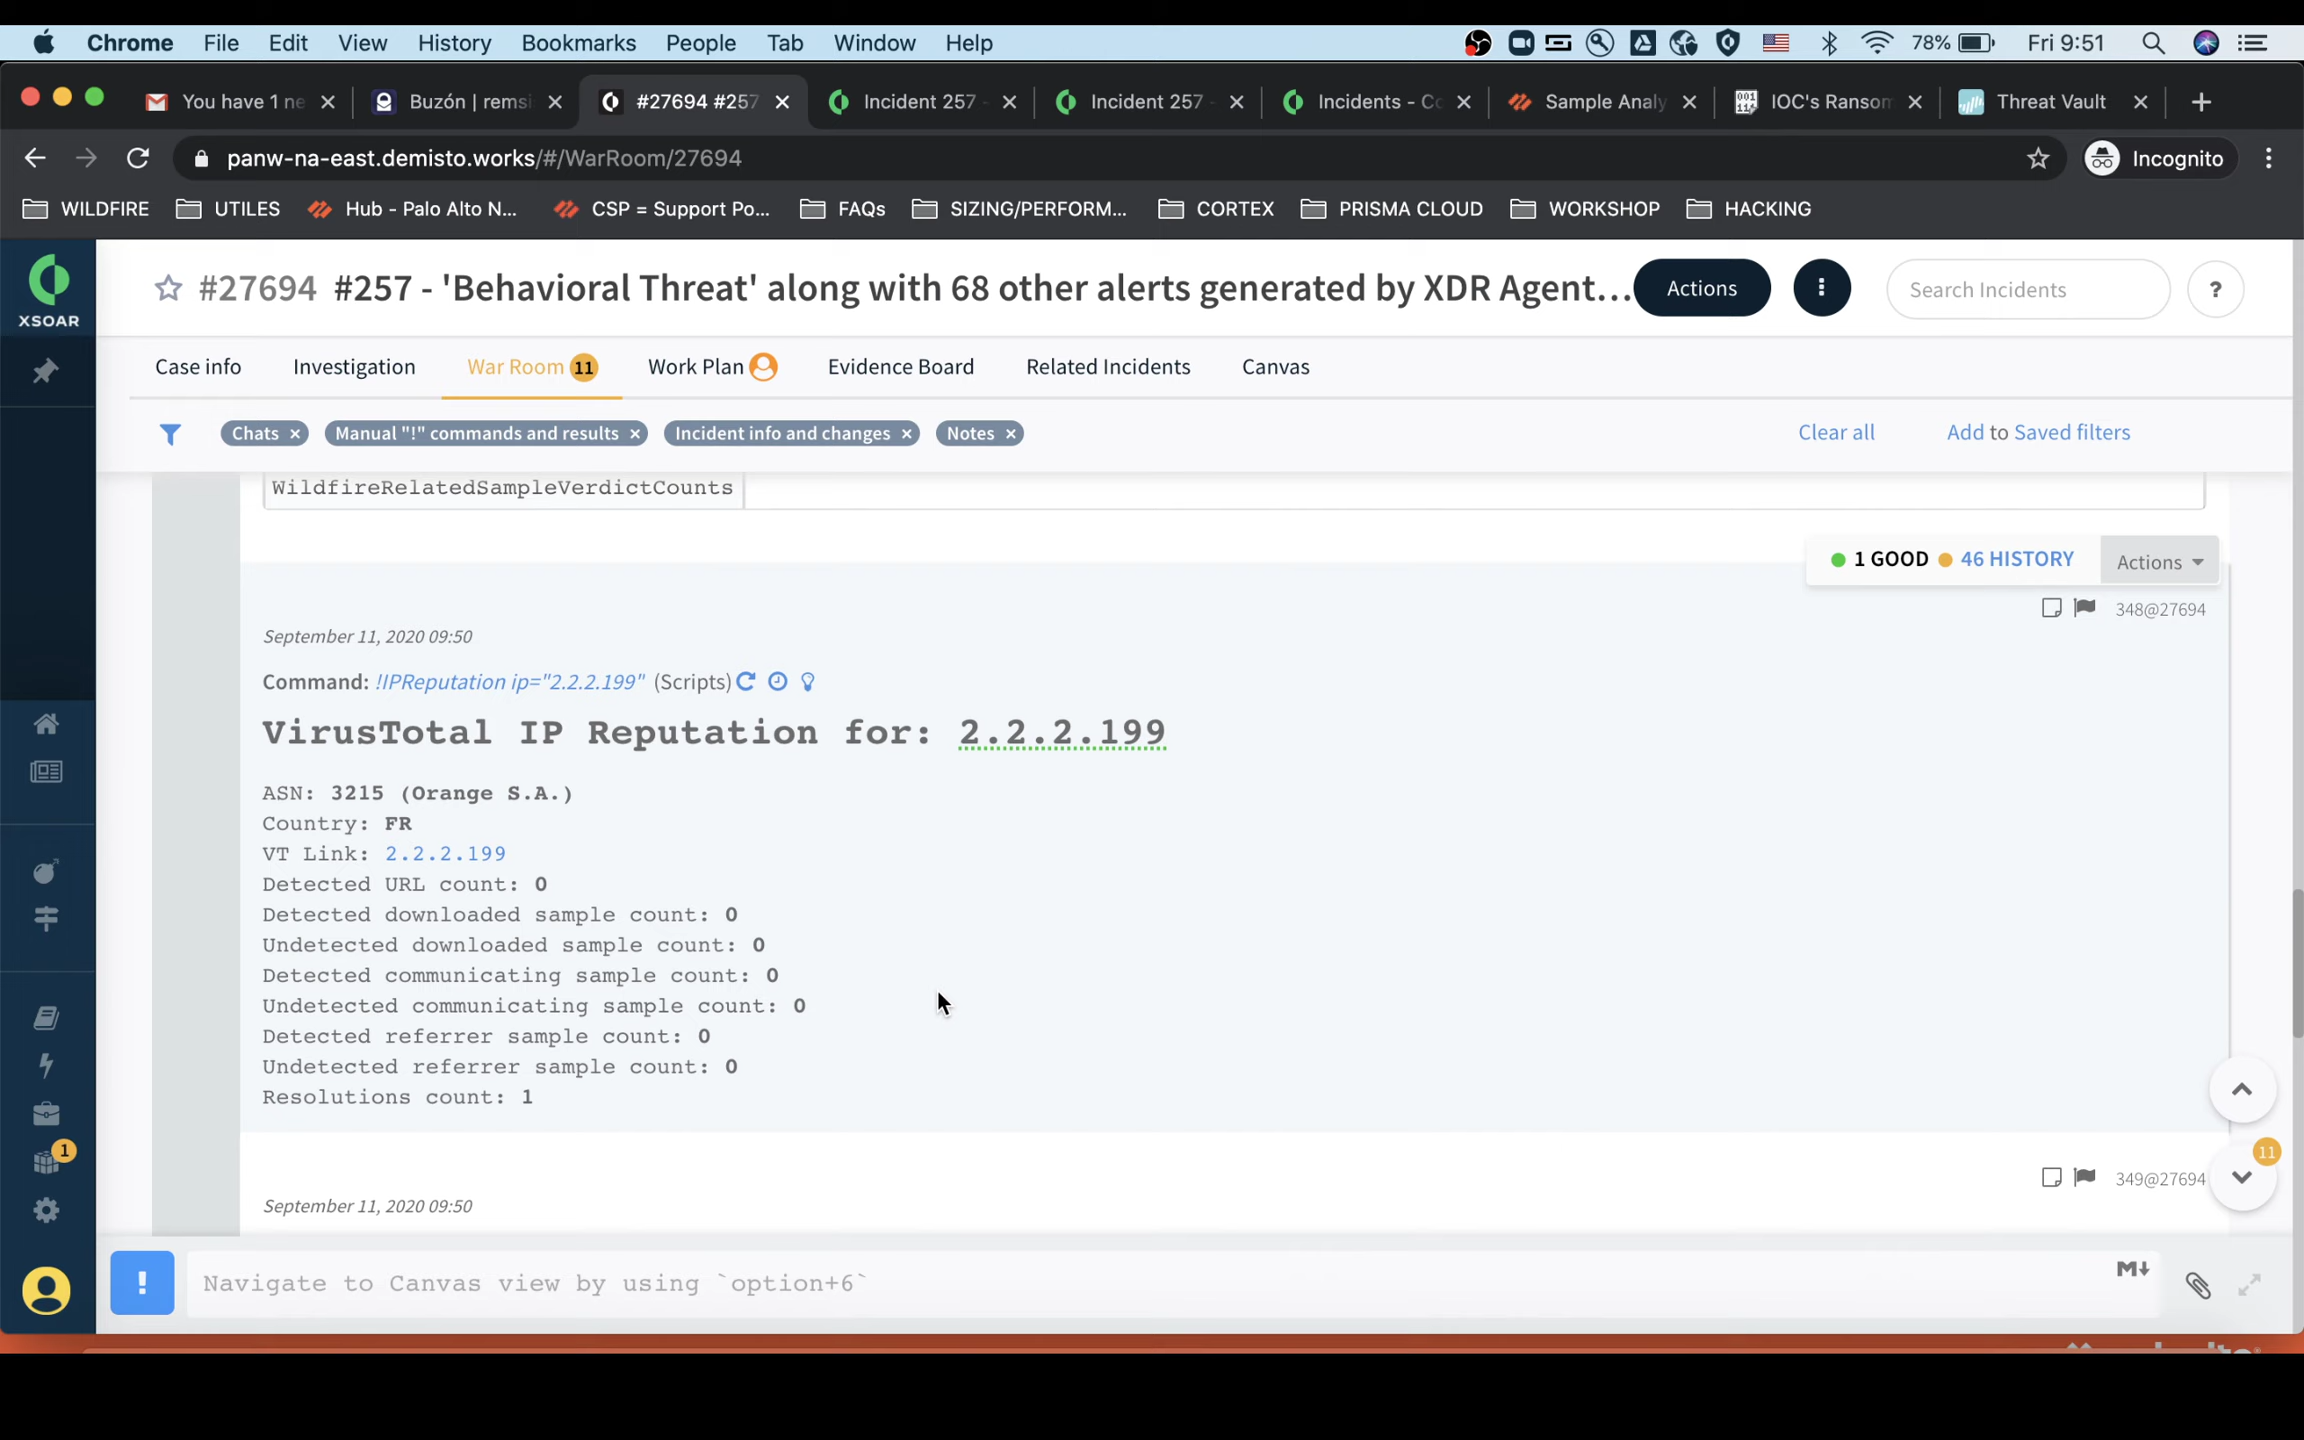 Chrome File Edit View History Bookmarks People Tab Window Help 78% Fri 9:51
You have 1 ne Buzón | remsi #27694 #257 Incident 257 - Incident 257 - Incidents - Co Sample Analy IOC's Ransom Threat Vault
panw-na-east.demisto.works/#/WarRoom/27694 Incognito
WILDFIRE UTILES Hub - Palo Alto N... CSP = Support Po... FAQs SIZING/PERFORM... CORTEX PRISMA CLOUD WORKSHOP HACKING
XSOAR
#27694 #257 - 'Behavioral Threat' along with 68 other alerts generated by XDR Agent... Actions Search Incidents ?
Case info Investigation War Room 11 Work Plan Evidence Board Related Incidents Canvas
Chats × Manual "!" commands and results × Incident info and changes × Notes × Clear all Add to Saved filters
WildfireRelatedSampleVerdictCounts
1 GOOD 46 HISTORY Actions
348@27694
September 11, 2020 09:50
Command: !IPReputation ip="2.2.2.199" (Scripts)
VirusTotal IP Reputation for: 2.2.2.199
ASN: 3215 (Orange S.A.)
Country: FR
VT Link: 2.2.2.199
Detected URL count: 0
Detected downloaded sample count: 0
Undetected downloaded sample count: 0
Detected communicating sample count: 0
Undetected communicating sample count: 0
Detected referrer sample count: 0
Undetected referrer sample count: 0
Resolutions count: 1
1
11
349@27694
September 11, 2020 09:50
! Navigate to Canvas view by using `option+6` M↓